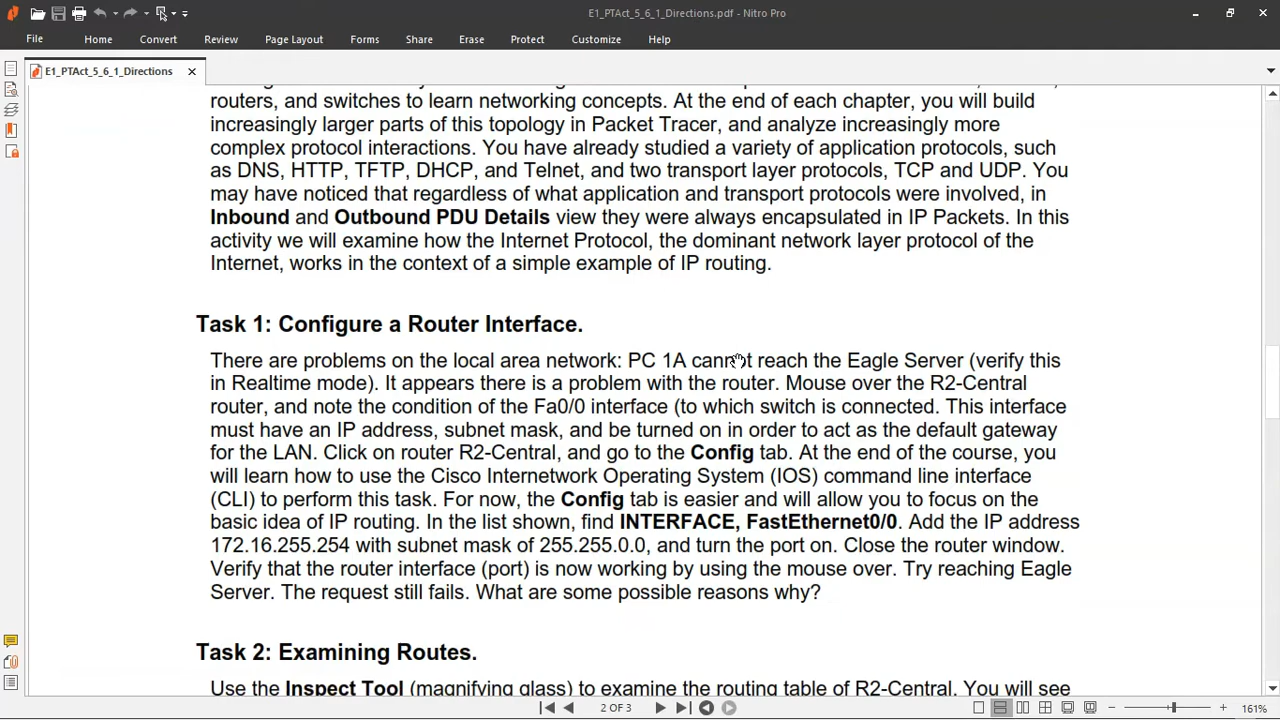 E1_PTAct_5_6_1_Directions.pdf - Nitro Pro
File Home Convert Review Page Layout Forms Share Erase Protect Customize Help
E1_PTAct_5_6_1_Directions
routers, and switches to learn networking concepts. At the end of each chapter, you will build
increasingly larger parts of this topology in Packet Tracer, and analyze increasingly more
complex protocol interactions. You have already studied a variety of application protocols, such
as DNS, HTTP, TFTP, DHCP, and Telnet, and two transport layer protocols, TCP and UDP. You
may have noticed that regardless of what application and transport protocols were involved, in
Inbound and Outbound PDU Details view they were always encapsulated in IP Packets. In this
activity we will examine how the Internet Protocol, the dominant network layer protocol of the
Internet, works in the context of a simple example of IP routing.
Task 1: Configure a Router Interface.
There are problems on the local area network: PC 1A cannot reach the Eagle Server (verify this
in Realtime mode). It appears there is a problem with the router. Mouse over the R2-Central
router, and note the condition of the Fa0/0 interface (to which switch is connected. This interface
must have an IP address, subnet mask, and be turned on in order to act as the default gateway
for the LAN. Click on router R2-Central, and go to the Config tab. At the end of the course, you
will learn how to use the Cisco Internetwork Operating System (IOS) command line interface
(CLI) to perform this task. For now, the Config tab is easier and will allow you to focus on the
basic idea of IP routing. In the list shown, find INTERFACE, FastEthernet0/0. Add the IP address
172.16.255.254 with subnet mask of 255.255.0.0, and turn the port on. Close the router window.
Verify that the router interface (port) is now working by using the mouse over. Try reaching Eagle
Server. The request still fails. What are some possible reasons why?
Task 2: Examining Routes.
Use the Inspect Tool (magnifying glass) to examine the routing table of R2-Central. You will see
2 OF 3
161%